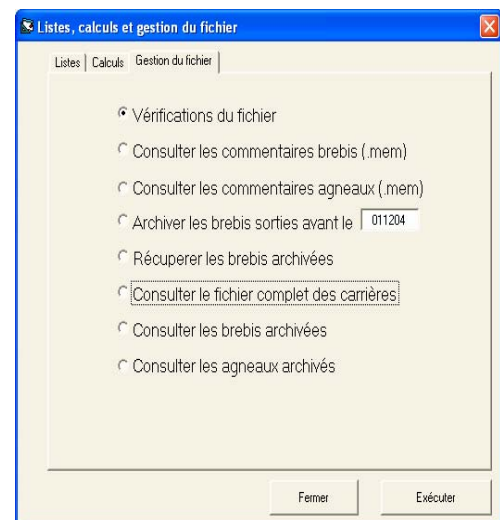 Listes, calculs et gestion du fichier
Listes Calculs Gestion du fichier
Vérifications du fichier
Consulter les commentaires brebis (.mem)
Consulter les commentaires agneaux (.mem)
Archiver les brebis sorties avant le 011204
Récuperer les brebis archivées
Consulter le fichier complet des carrières
Consulter les brebis archivées
Consulter les agneaux archivés
Fermer Exécuter